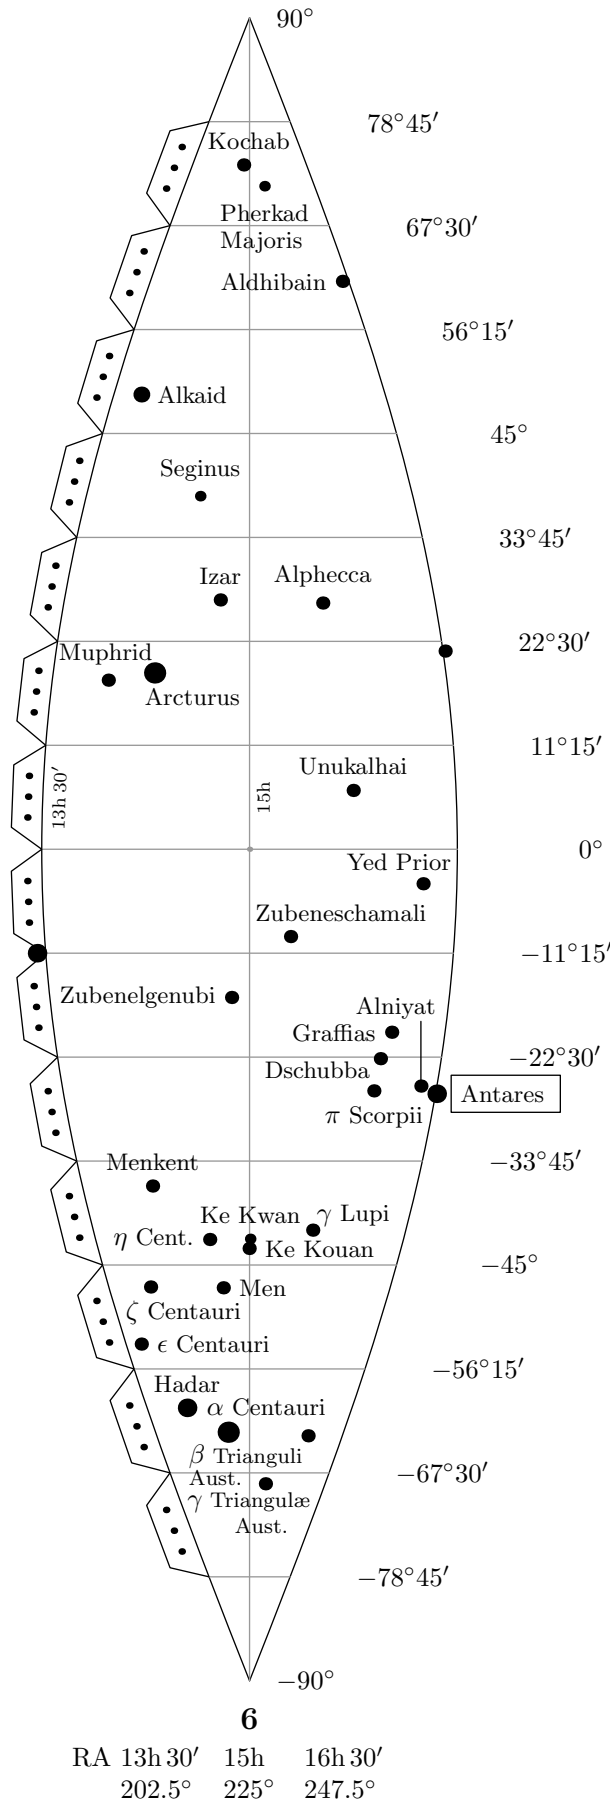 90°
78°45′
Kochab
Pherkad
Majoris
67°30′
Aldhibain
56°15′
Alkaid
45°
Seginus
33°45′
Izar
Alphecca
22°30′
Muphrid
Arcturus
11°15′
Unukalhai
13h 30′
15h
0°
Yed Prior
Zubeneschamali
−11°15′
Zubenelgenubi
Alniyat
Graffias
−22°30′
Dschubba
Antares
π Scorpii
−33°45′
Menkent
Ke Kwan
γ Lupi
η Cent.
Ke Kouan
−45°
Men
ζ Centauri
ϵ Centauri
−56°15′
Hadar
α Centauri
β Trianguli
Aust.
−67°30′
γ Triangulæ
Aust.
−78°45′
−90°
6
RA 13h 30′ 15h 16h 30′
202.5° 225° 247.5°